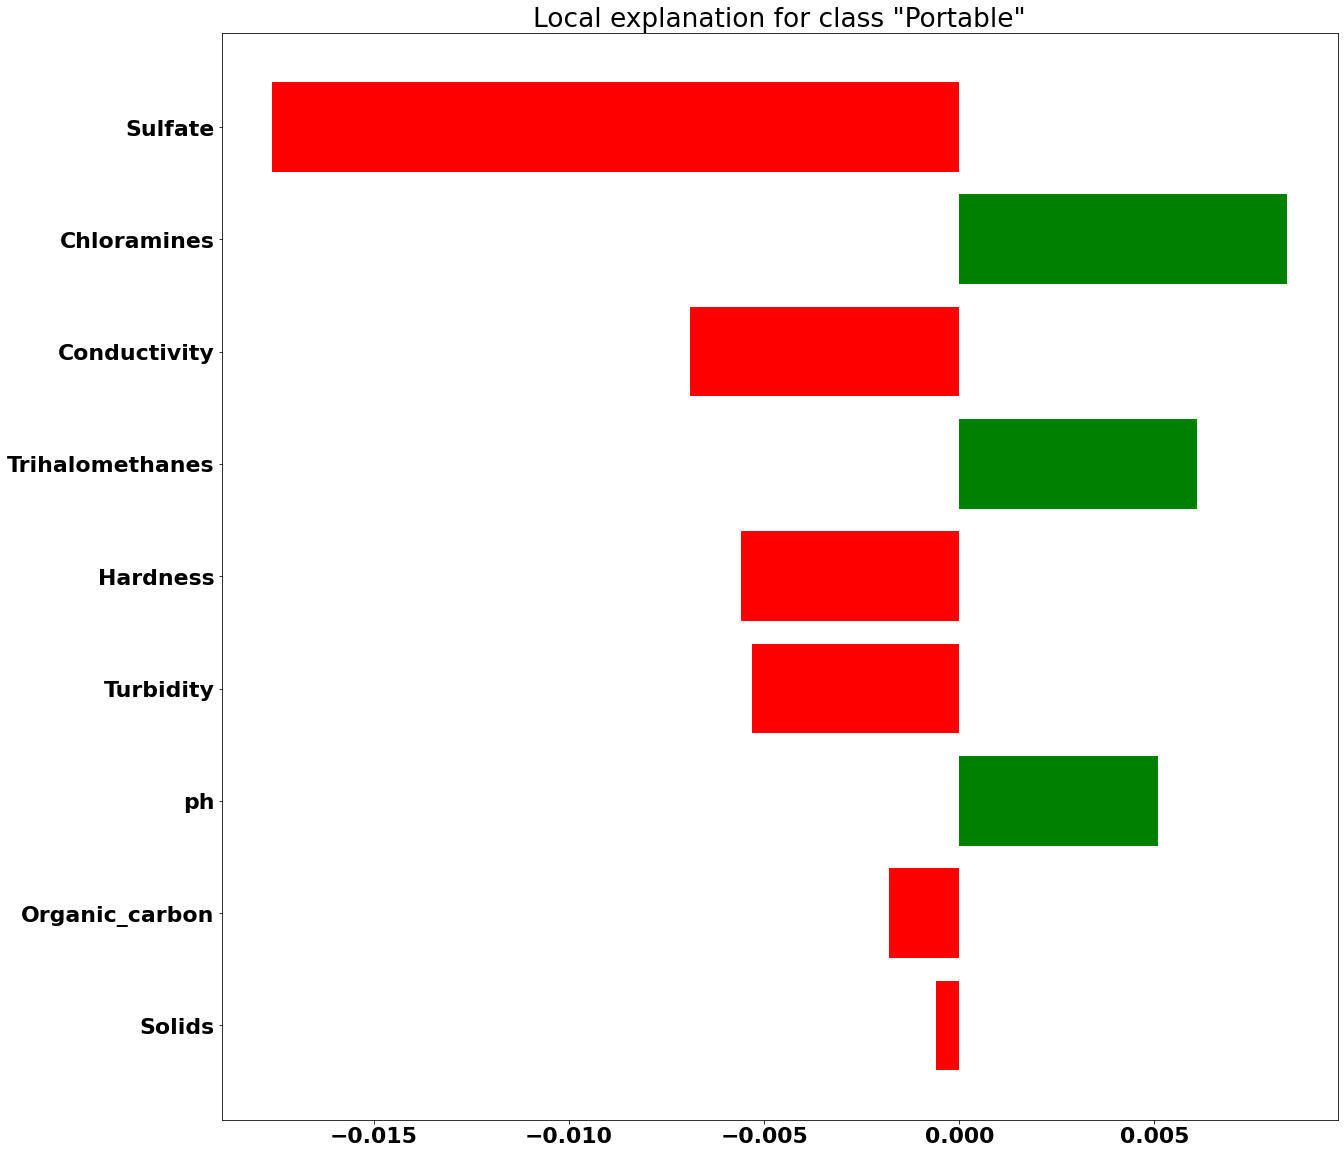 Local explanation for class "Portable"
Sulfate
Chloramines
Conductivity
Trihalomethanes
Hardness
Turbidity
ph
Organic_carbon
Solids
−0.015 −0.010 −0.005 0.000 0.005